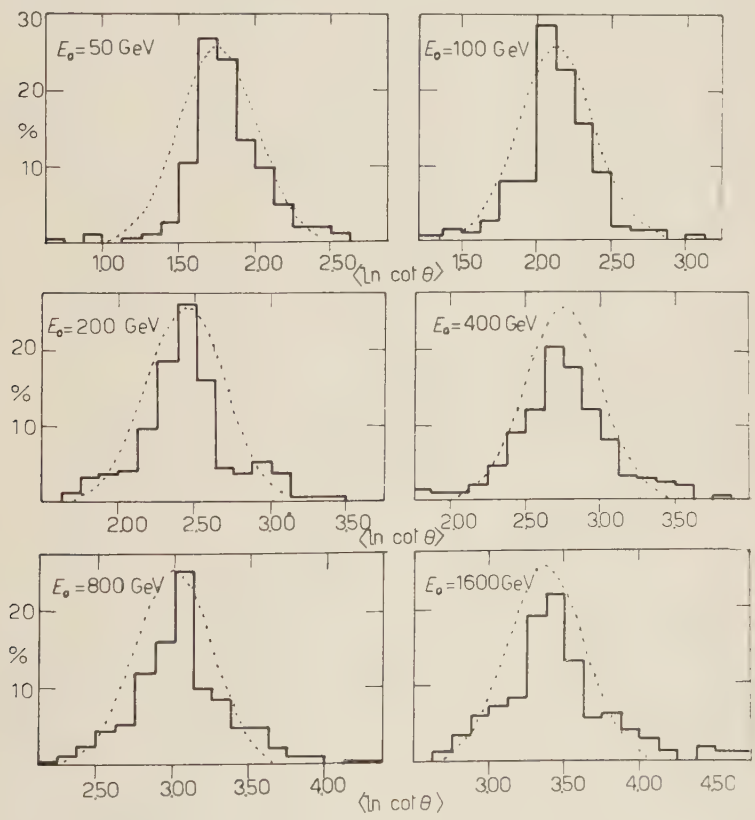 30
20
%
10
E₀=50 GeV
1,00 1,50 2,00 2,50
E₀=100 GeV
1,50 2,00 2,50 3,00
⟨ln cot θ⟩
20
%
10
E₀=200 GeV
2,00 2,50 3,00 3,50
E₀=400 GeV
2,00 2,50 3,00 3,50
⟨ln cot θ⟩
20
%
10
E₀=800 GeV
2,50 3,00 3,50 4,00
E₀=1600 GeV
3,00 3,50 4,00 4,50
⟨ln cot θ⟩